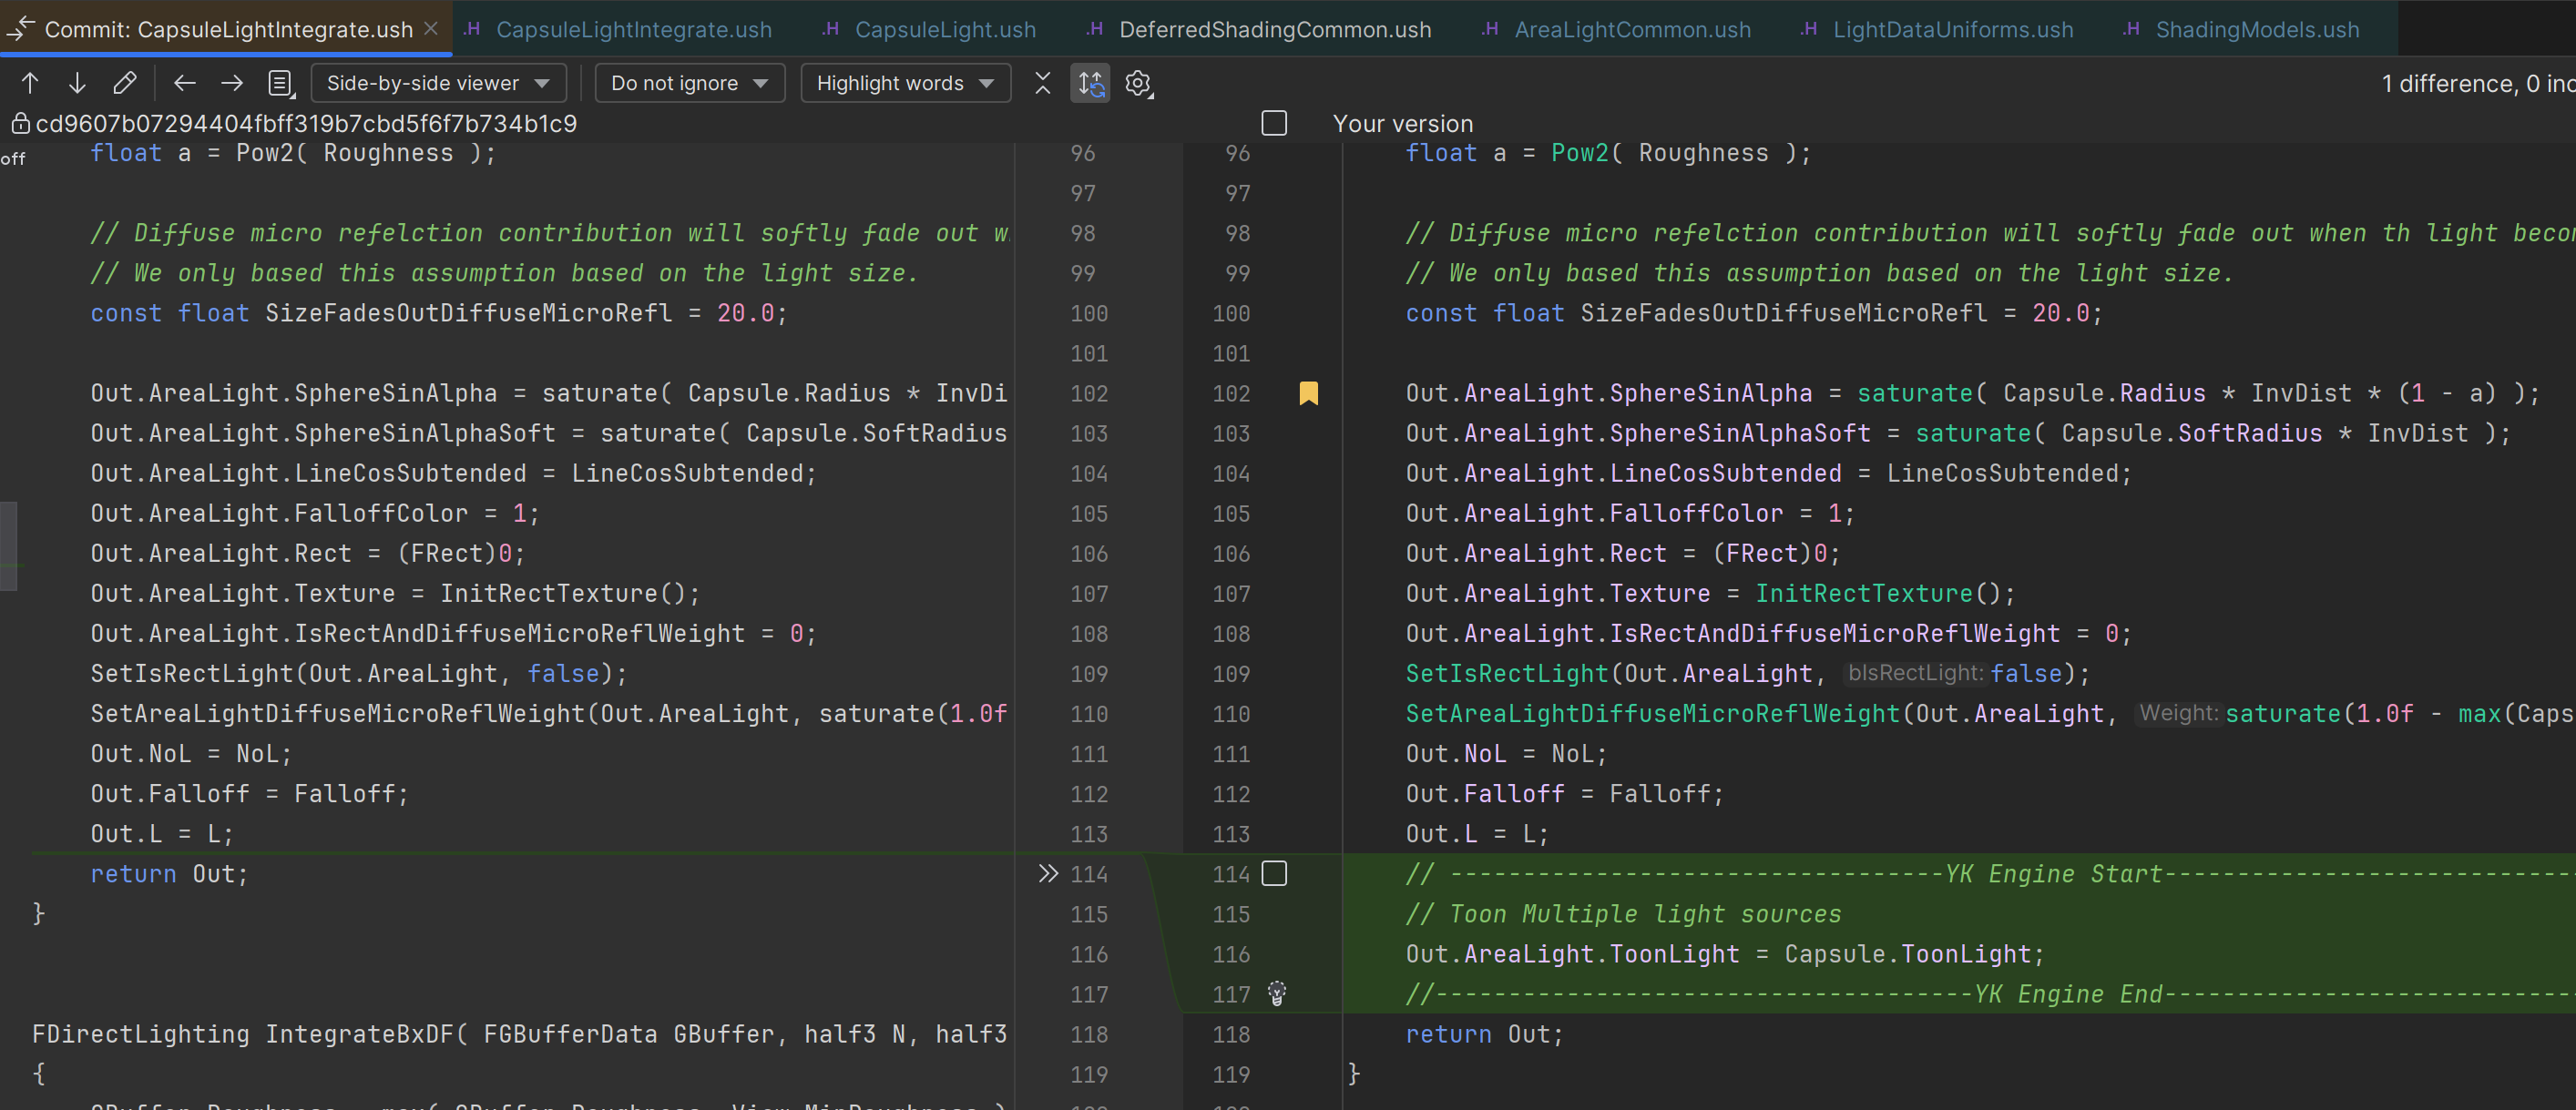 Commit: CapsuleLightIntegrate.ush
.H CapsuleLightIntegrate.ush
.H CapsuleLight.ush
.H DeferredShadingCommon.ush
.H AreaLightCommon.ush
.H LightDataUniforms.ush
.H ShadingModels.ush
Side-by-side viewer
Do not ignore
Highlight words
1 difference, 0 inc
cd9607b07294404fbff319b7cbd5f6f7b734b1c9
Your version
off
float a = Pow2( Roughness ); 96
97
// Diffuse micro refelction contribution will softly fade out w 98
// We only based this assumption based on the light size. 99
const float SizeFadesOutDiffuseMicroRefl = 20.0; 100
101
Out.AreaLight.SphereSinAlpha = saturate( Capsule.Radius * InvDi 102
Out.AreaLight.SphereSinAlphaSoft = saturate( Capsule.SoftRadius 103
Out.AreaLight.LineCosSubtended = LineCosSubtended; 104
Out.AreaLight.FalloffColor = 1; 105
Out.AreaLight.Rect = (FRect)0; 106
Out.AreaLight.Texture = InitRectTexture(); 107
Out.AreaLight.IsRectAndDiffuseMicroReflWeight = 0; 108
SetIsRectLight(Out.AreaLight, false); 109
SetAreaLightDiffuseMicroReflWeight(Out.AreaLight, saturate(1.0f 110
Out.NoL = NoL; 111
Out.Falloff = Falloff; 112
Out.L = L; 113
return Out; 114
} 115
116
117
FDirectLighting IntegrateBxDF( FGBufferData GBuffer, half3 N, half3 118
{ 119
96 float a = Pow2( Roughness );
97
98 // Diffuse micro refelction contribution will softly fade out when th light becom
99 // We only based this assumption based on the light size.
100 const float SizeFadesOutDiffuseMicroRefl = 20.0;
101
102 Out.AreaLight.SphereSinAlpha = saturate( Capsule.Radius * InvDist * (1 - a) );
103 Out.AreaLight.SphereSinAlphaSoft = saturate( Capsule.SoftRadius * InvDist );
104 Out.AreaLight.LineCosSubtended = LineCosSubtended;
105 Out.AreaLight.FalloffColor = 1;
106 Out.AreaLight.Rect = (FRect)0;
107 Out.AreaLight.Texture = InitRectTexture();
108 Out.AreaLight.IsRectAndDiffuseMicroReflWeight = 0;
109 SetIsRectLight(Out.AreaLight, bIsRectLight: false);
110 SetAreaLightDiffuseMicroReflWeight(Out.AreaLight, Weight: saturate(1.0f - max(Caps
111 Out.NoL = NoL;
112 Out.Falloff = Falloff;
113 Out.L = L;
114 // ----------------------------------YK Engine Start-----------------------------
115 // Toon Multiple light sources
116 Out.AreaLight.ToonLight = Capsule.ToonLight;
117 //-------------------------------------YK Engine End-----------------------------
118 return Out;
119 }